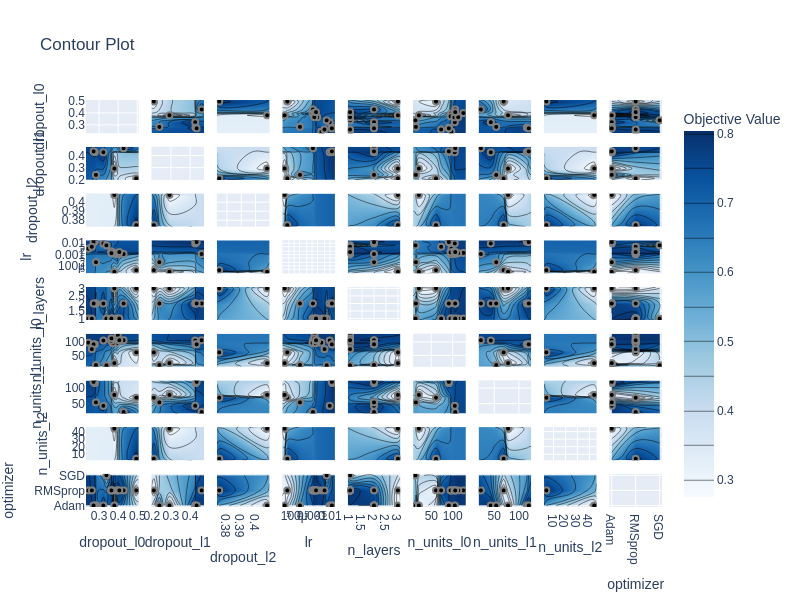 Contour Plot
Objective Value
0.8
0.7
0.6
0.5
0.4
0.3
dropout_l0
0.5
0.4
0.3
dropout_l1
0.4
0.3
0.2
dropout_l2
0.4
0.39
0.38
lr
0.01
0.001
100μ
n_layers
3
2.5
2
1.5
1
n_units_l0
100
50
n_units_l1
100
50
n_units_l2
40
30
20
10
optimizer
SGD
RMSprop
Adam
0.3 0.4 0.5
0.2 0.3 0.4
0.38 0.39 0.4
1 1.5 2 2.5 3
50 100
50 100
10 20 30 40
Adam RMSprop SGD
dropout_l0
dropout_l1
dropout_l2
lr
n_layers
n_units_l0
n_units_l1
n_units_l2
optimizer